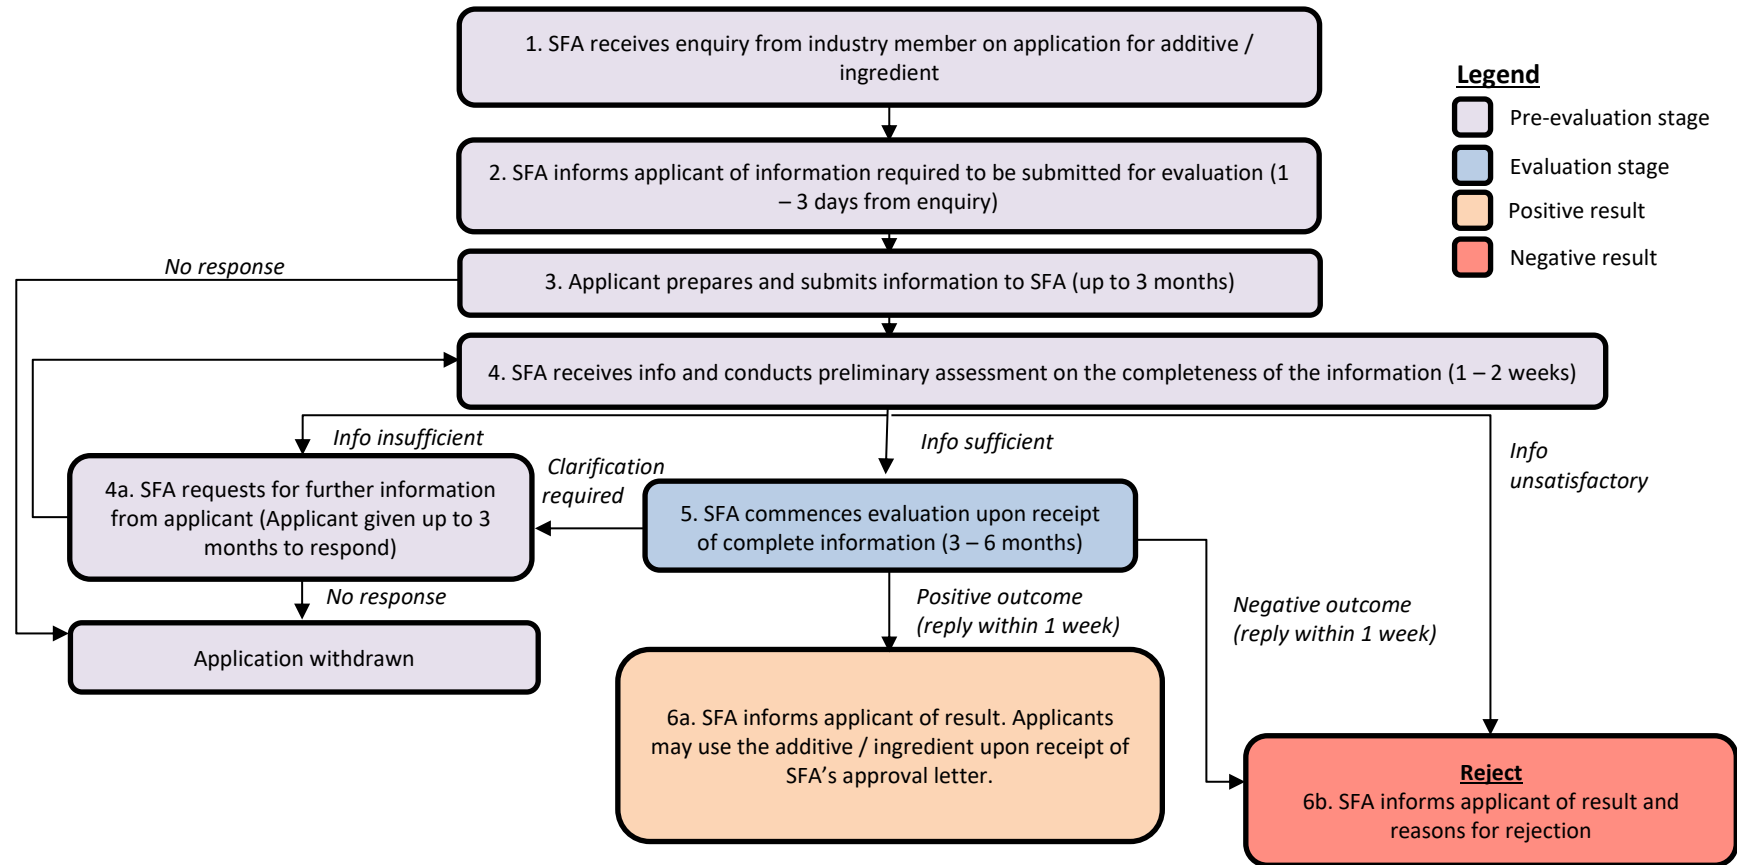 1. SFA receives enquiry from industry member on application for additive /
ingredient
Legend
Pre-evaluation stage
Evaluation stage
Positive result
Negative result
2. SFA informs applicant of information required to be submitted for evaluation (1
– 3 days from enquiry)
No response
3. Applicant prepares and submits information to SFA (up to 3 months)
4. SFA receives info and conducts preliminary assessment on the completeness of the information (1 – 2 weeks)
Info insufficient
Info sufficient
Info
unsatisfactory
4a. SFA requests for further information
from applicant (Applicant given up to 3
months to respond)
Clarification
required
5. SFA commences evaluation upon receipt
of complete information (3 – 6 months)
No response
Application withdrawn
Positive outcome
(reply within 1 week)
Negative outcome
(reply within 1 week)
6a. SFA informs applicant of result. Applicants
may use the additive / ingredient upon receipt of
SFA’s approval letter.
Reject
6b. SFA informs applicant of result and
reasons for rejection